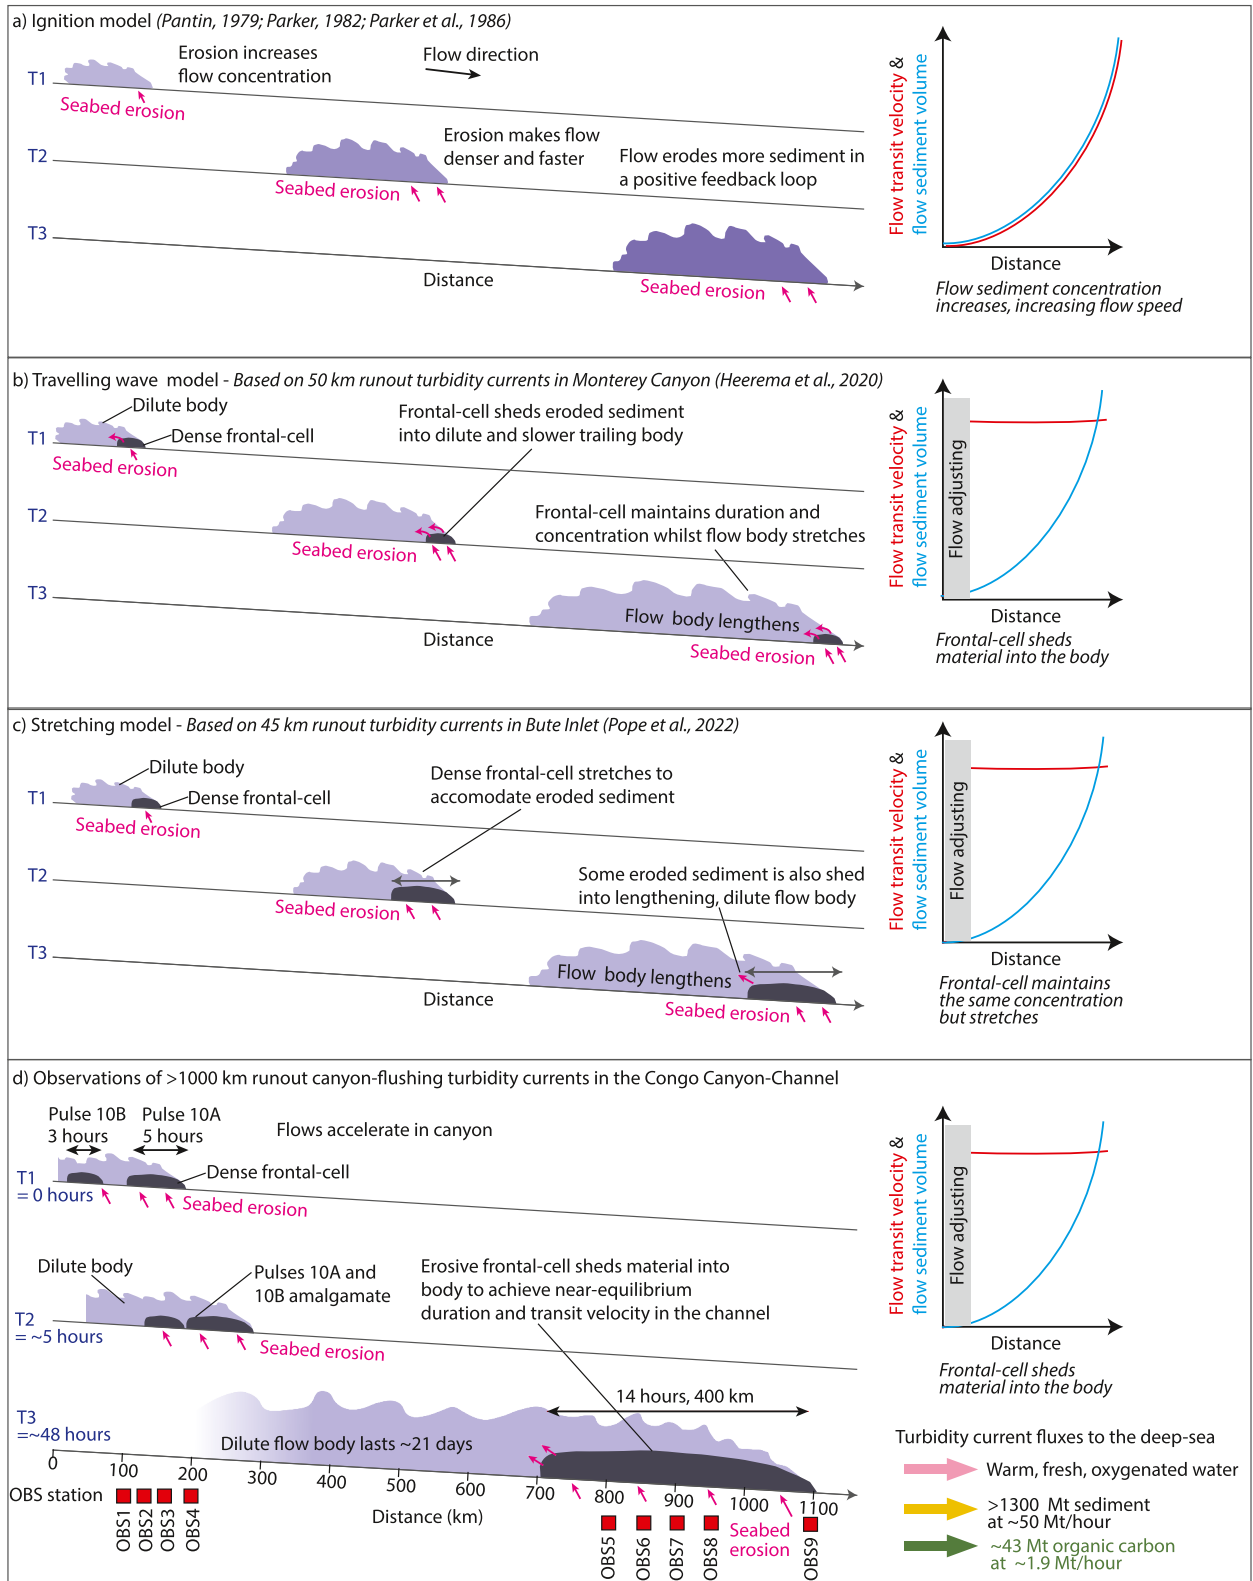 a) Ignition model (Pantin, 1979; Parker, 1982; Parker et al., 1986)
Erosion increases
flow concentration
Flow direction
T1
Seabed erosion
Erosion makes flow
denser and faster
Flow erodes more sediment in
a positive feedback loop
T2
Seabed erosion
T3
Seabed erosion
Distance
Flow transit velocity &
flow sediment volume
Distance
Flow sediment concentration
increases, increasing flow speed
b) Travelling wave model - Based on 50 km runout turbidity currents in Monterey Canyon (Heerema et al., 2020)
Dilute body
Dense frontal-cell
Frontal-cell sheds eroded sediment
into dilute and slower trailing body
T1
Seabed erosion
T2
Seabed erosion
Frontal-cell maintains duration and
concentration whilst flow body stretches
T3
Flow body lengthens
Seabed erosion
Distance
Flow transit velocity &
flow sediment volume
Flow adjusting
Distance
Frontal-cell sheds
material into the body
c) Stretching model - Based on 45 km runout turbidity currents in Bute Inlet (Pope et al., 2022)
Dilute body
Dense frontal-cell
Dense frontal-cell stretches to
accomodate eroded sediment
T1
Seabed erosion
T2
Seabed erosion
Some eroded sediment is also shed
into lengthening, dilute flow body
T3
Flow body lengthens
Seabed erosion
Distance
Flow transit velocity &
flow sediment volume
Flow adjusting
Distance
Frontal-cell maintains
the same concentration
but stretches
d) Observations of >1000 km runout canyon-flushing turbidity currents in the Congo Canyon-Channel
Pulse 10B
3 hours
Pulse 10A
5 hours
Flows accelerate in canyon
Dense frontal-cell
T1
= 0 hours
Seabed erosion
Dilute body
Pulses 10A and
10B amalgamate
Erosive frontal-cell sheds material into
body to achieve near-equilibrium
duration and transit velocity in the channel
T2
= ~5 hours
Seabed erosion
14 hours, 400 km
T3
=~48 hours
Dilute flow body lasts ~21 days
0 100 200 300 400 500 600 700 800 900 1000 1100
OBS station
Distance (km)
Seabed
erosion
OBS1
OBS2
OBS3
OBS4
OBS5
OBS6
OBS7
OBS8
OBS9
Flow transit velocity &
flow sediment volume
Flow adjusting
Distance
Frontal-cell sheds
material into the body
Turbidity current fluxes to the deep-sea
Warm, fresh, oxygenated water
>1300 Mt sediment
at ~50 Mt/hour
~43 Mt organic carbon
at ~1.9 Mt/hour